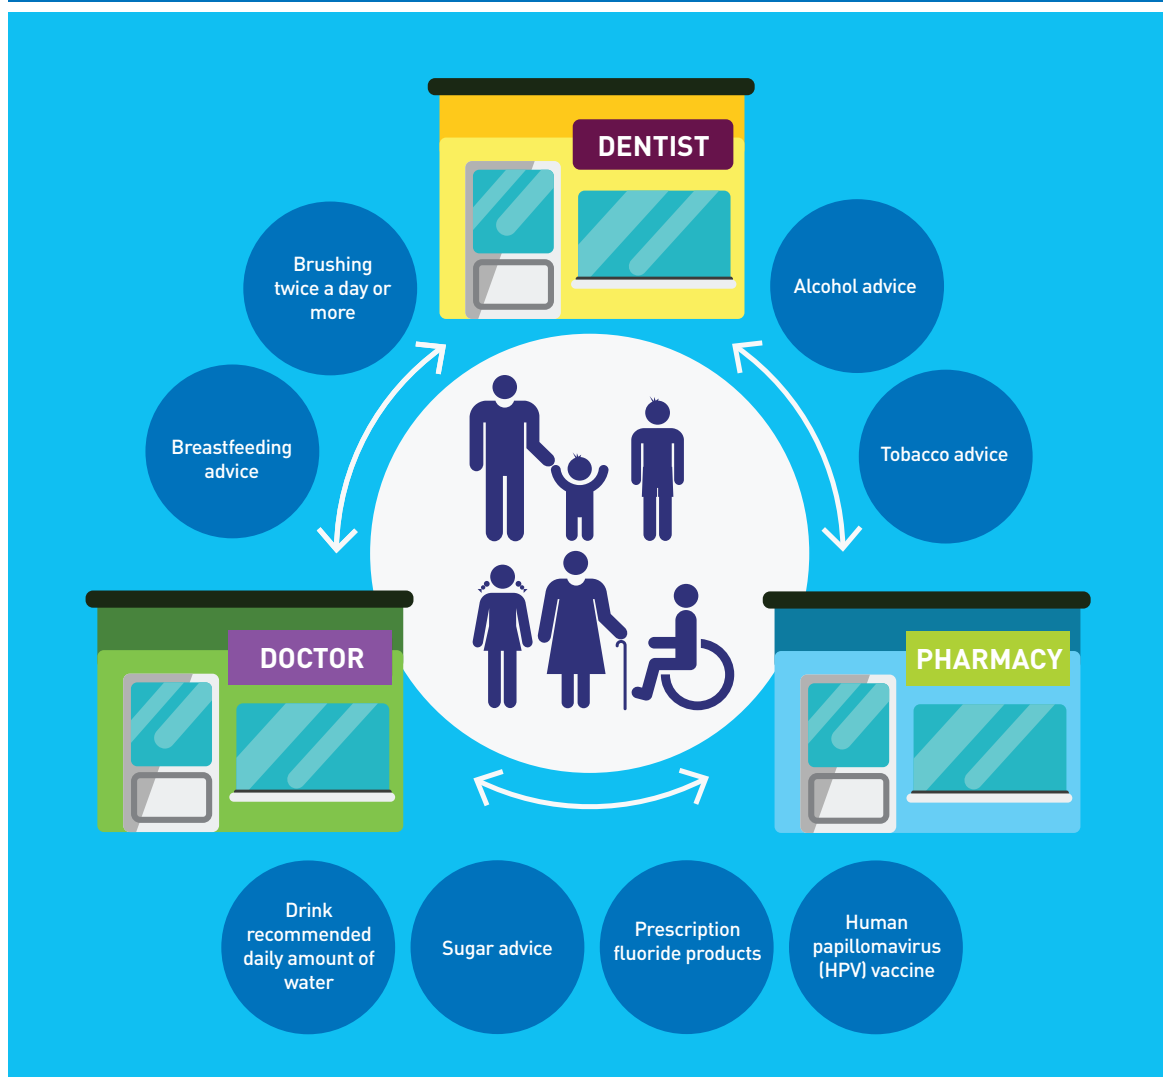 DENTIST
Brushing
twice a day or
more
Alcohol advice
Breastfeeding
advice
Tobacco advice
DOCTOR
PHARMACY
Drink
recommended
daily amount of
water
Sugar advice
Prescription
fluoride products
Human
papillomavirus
(HPV) vaccine